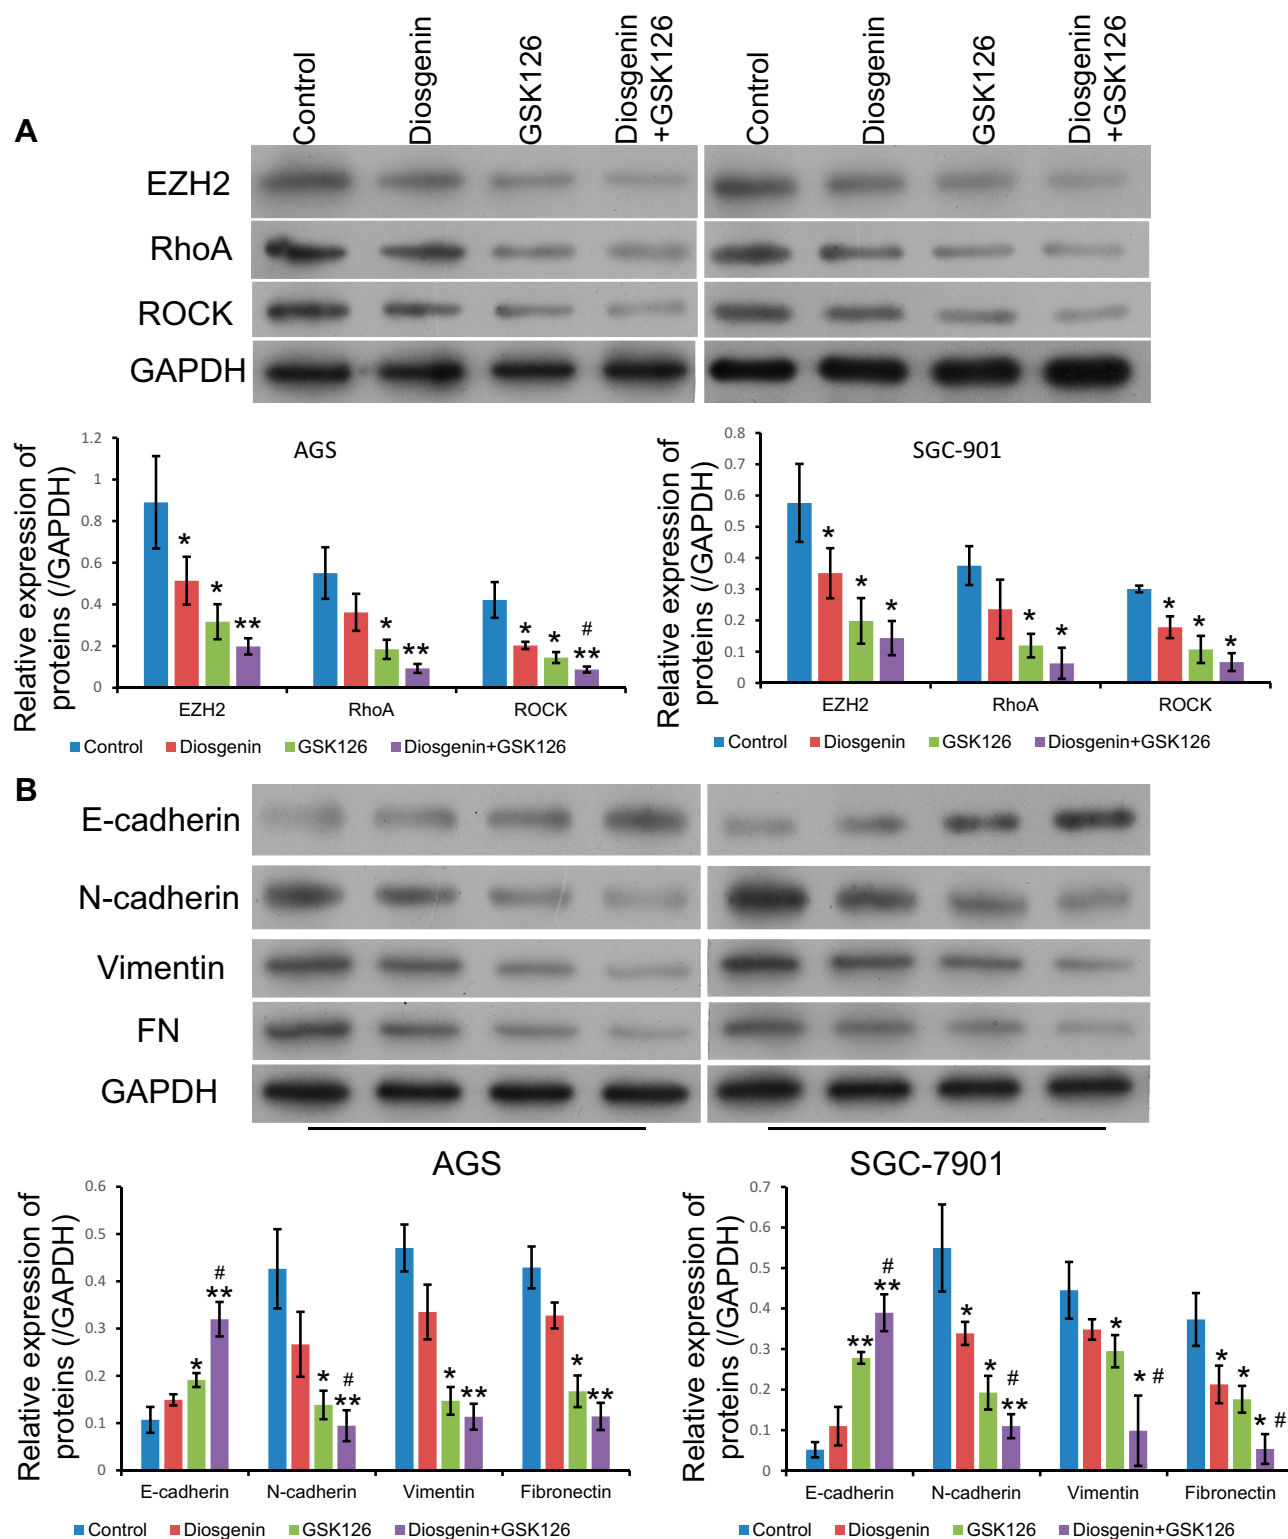 Control
Diosgenin
GSK126
Diosgenin
+GSK126
Control
Diosgenin
GSK126
Diosgenin
+GSK126
A
EZH2
RhoA
ROCK
GAPDH
Relative expression of
proteins (/GAPDH)
AGS
1.2
1
0.8
0.6
0.4
0.2
0
* * **
* **
* * # **
EZH2 RhoA ROCK
Control Diosgenin GSK126 Diosgenin+GSK126
Relative expression of
proteins (/GAPDH)
SGC-901
0.8
0.7
0.6
0.5
0.4
0.3
0.2
0.1
0
* * *
* *
* * *
EZH2 RhoA ROCK
Control Diosgenin GSK126 Diosgenin+GSK126
B
E-cadherin
N-cadherin
Vimentin
FN
GAPDH
AGS SGC-7901
Relative expression of
proteins (/GAPDH)
0.6
0.5
0.4
0.3
0.2
0.1
0
* # **
* # **
* **
* **
E-cadherin N-cadherin Vimentin Fibronectin
Control Diosgenin GSK126 Diosgenin+GSK126
Relative expression of
proteins (/GAPDH)
0.7
0.6
0.5
0.4
0.3
0.2
0.1
0
** # **
* * # **
* * #
* * * #
E-cadherin N-cadherin Vimentin Fibronectin
Control Diosgenin GSK126 Diosgenin+GSK126